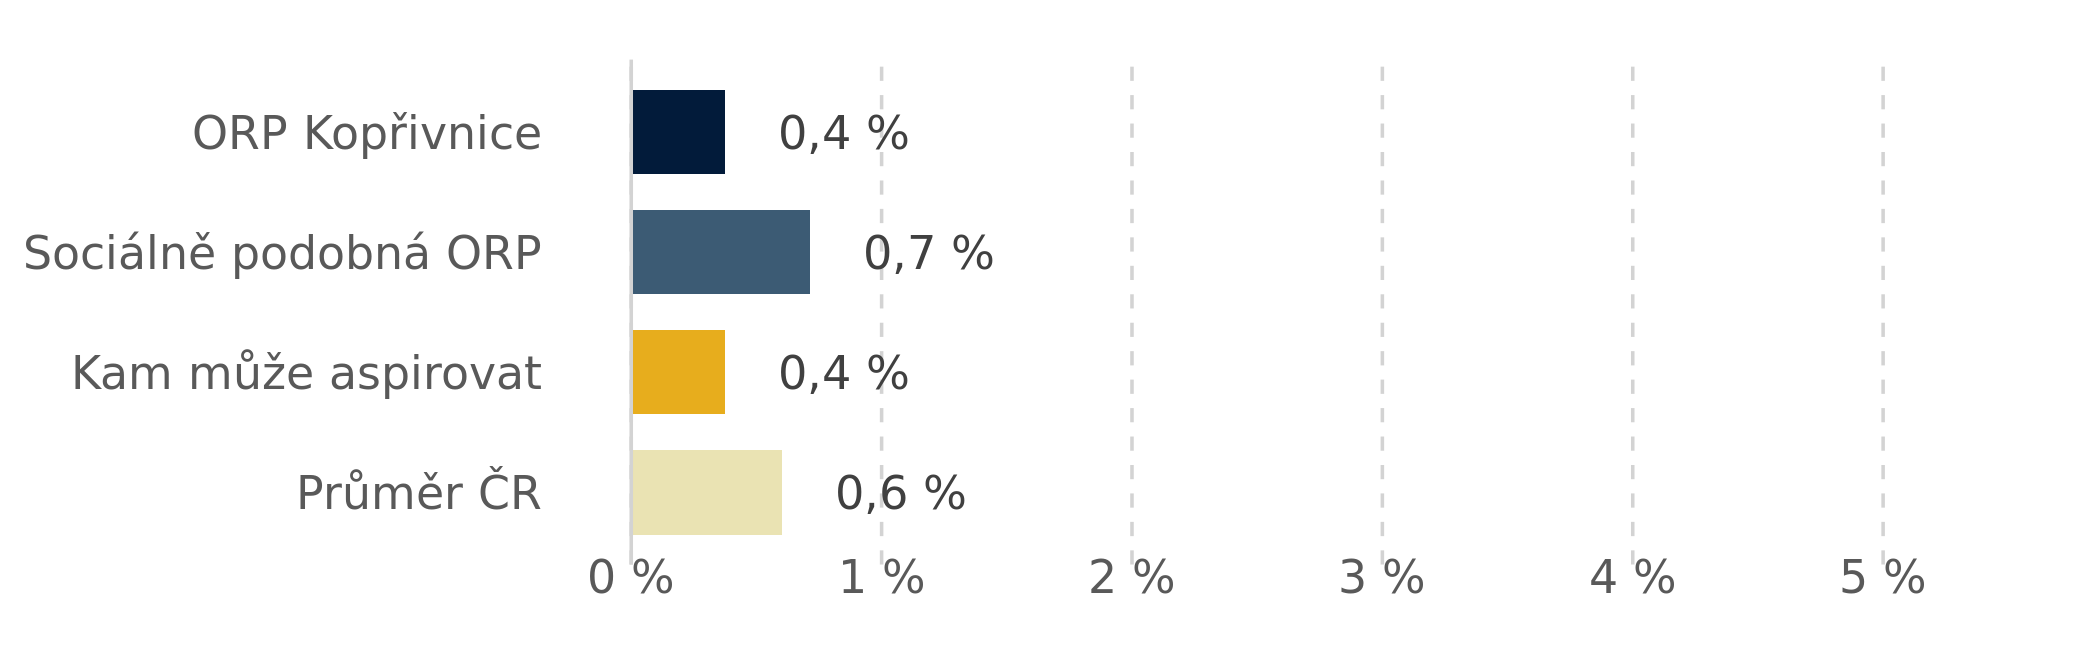 ORP Kopřivnice 0,4 %
Sociálně podobná ORP 0,7 %
Kam může aspirovat 0,4 %
Průměr ČR 0,6 %
0 % 1 % 2 % 3 % 4 % 5 %